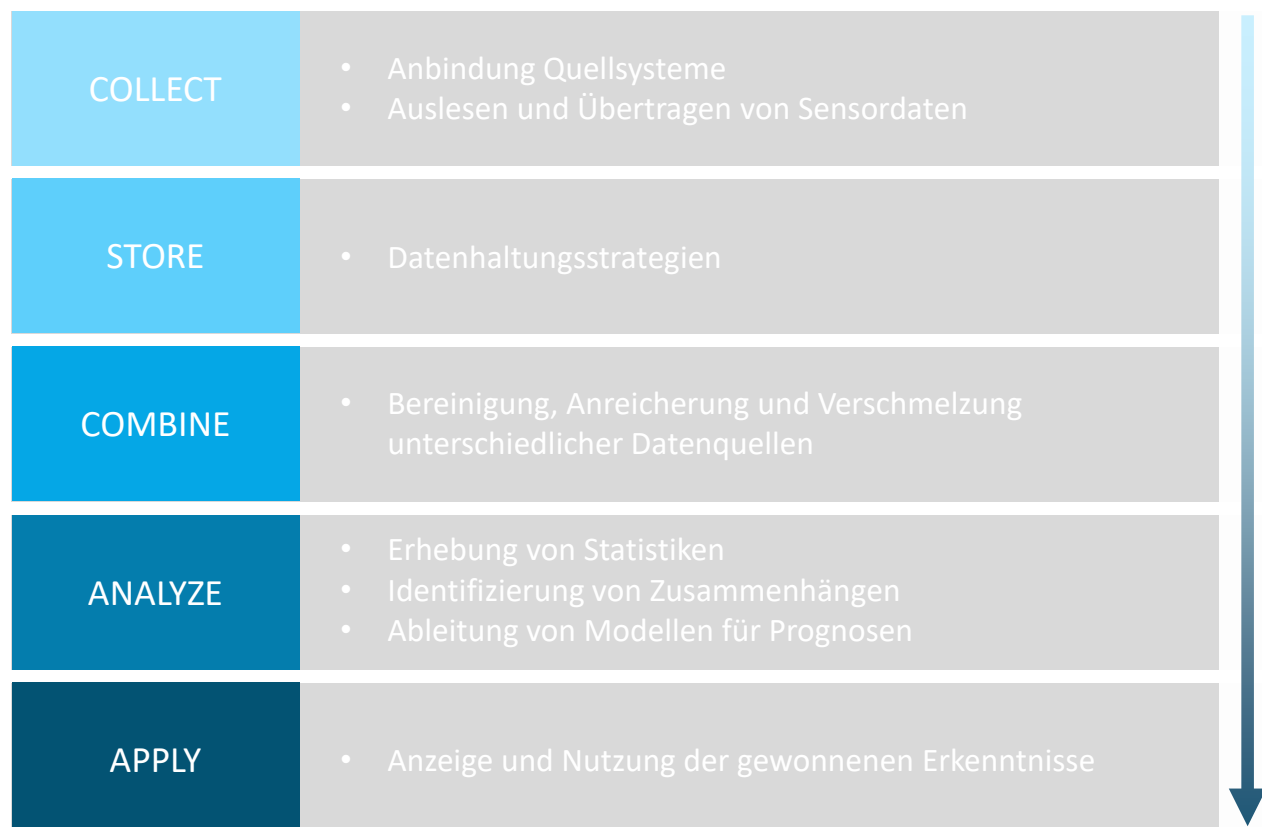 COLLECT
• Anbindung Quellsysteme
• Auslesen und Übertragen von Sensordaten
STORE
• Datenhaltungsstrategien
COMBINE
• Bereinigung, Anreicherung und Verschmelzung
unterschiedlicher Datenquellen
ANALYZE
• Erhebung von Statistiken
• Identifizierung von Zusammenhängen
• Ableitung von Modellen für Prognosen
APPLY
• Anzeige und Nutzung der gewonnenen Erkenntnisse